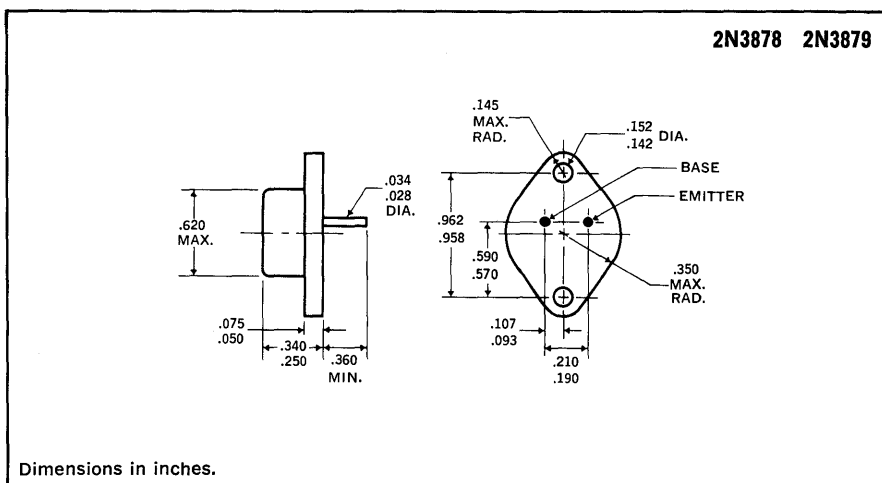 2N3878 2N3879
.145
MAX.
RAD.
.152
.142 DIA.
BASE
EMITTER
.034
.028
DIA.
.620
MAX.
.962
.958
.590
.570
.350
MAX.
RAD.
.075
.050
.340
.250
.360
MIN.
.107
.093
.210
.190
Dimensions in inches.